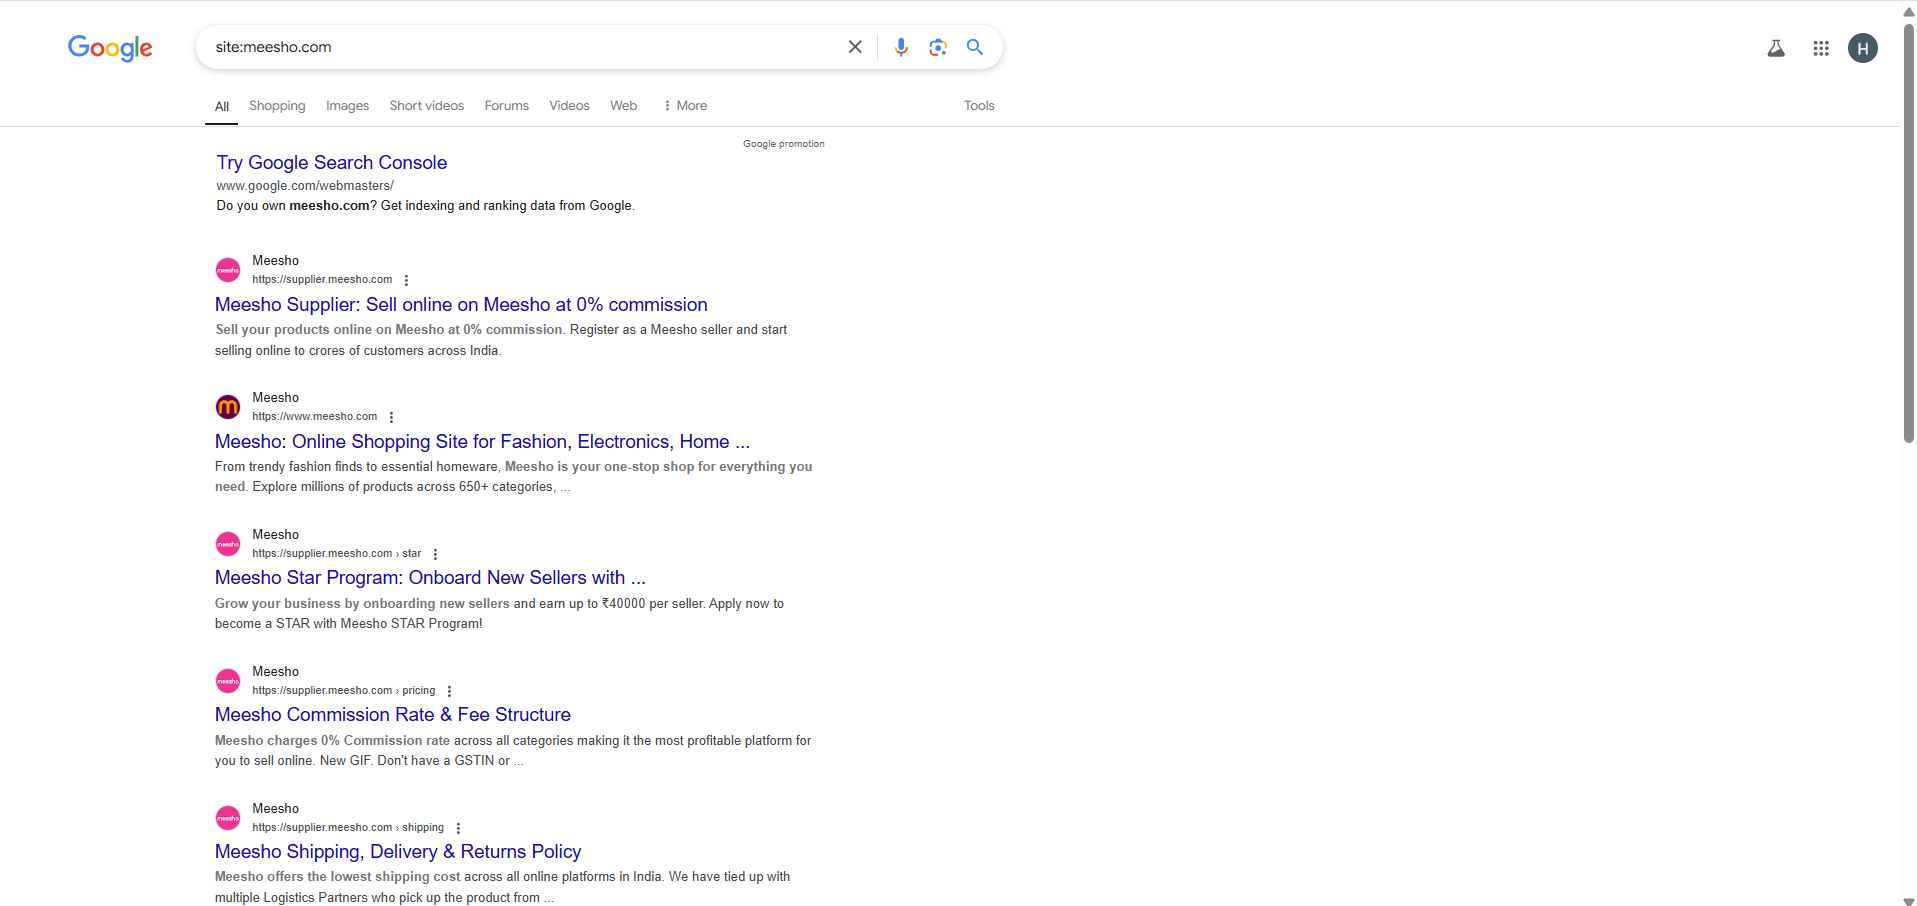 Google
site:meesho.com
H
All
Shopping
Images
Short videos
Forums
Videos
Web
More
Tools
Google promotion
Try Google Search Console
www.google.com/webmasters/
Do you own meesho.com? Get indexing and ranking data from Google.
meesho
Meesho
https://supplier.meesho.com
Meesho Supplier: Sell online on Meesho at 0% commission
Sell your products online on Meesho at 0% commission. Register as a Meesho seller and start
selling online to crores of customers across India.
m
Meesho
https://www.meesho.com
Meesho: Online Shopping Site for Fashion, Electronics, Home ...
From trendy fashion finds to essential homeware, Meesho is your one-stop shop for everything you
need. Explore millions of products across 650+ categories, ...
meesho
Meesho
https://supplier.meesho.com › star
Meesho Star Program: Onboard New Sellers with ...
Grow your business by onboarding new sellers and earn up to ₹40000 per seller. Apply now to
become a STAR with Meesho STAR Program!
meesho
Meesho
https://supplier.meesho.com › pricing
Meesho Commission Rate & Fee Structure
Meesho charges 0% Commission rate across all categories making it the most profitable platform for
you to sell online. New GIF. Don't have a GSTIN or ...
meesho
Meesho
https://supplier.meesho.com › shipping
Meesho Shipping, Delivery & Returns Policy
Meesho offers the lowest shipping cost across all online platforms in India. We have tied up with
multiple Logistics Partners who pick up the product from ...